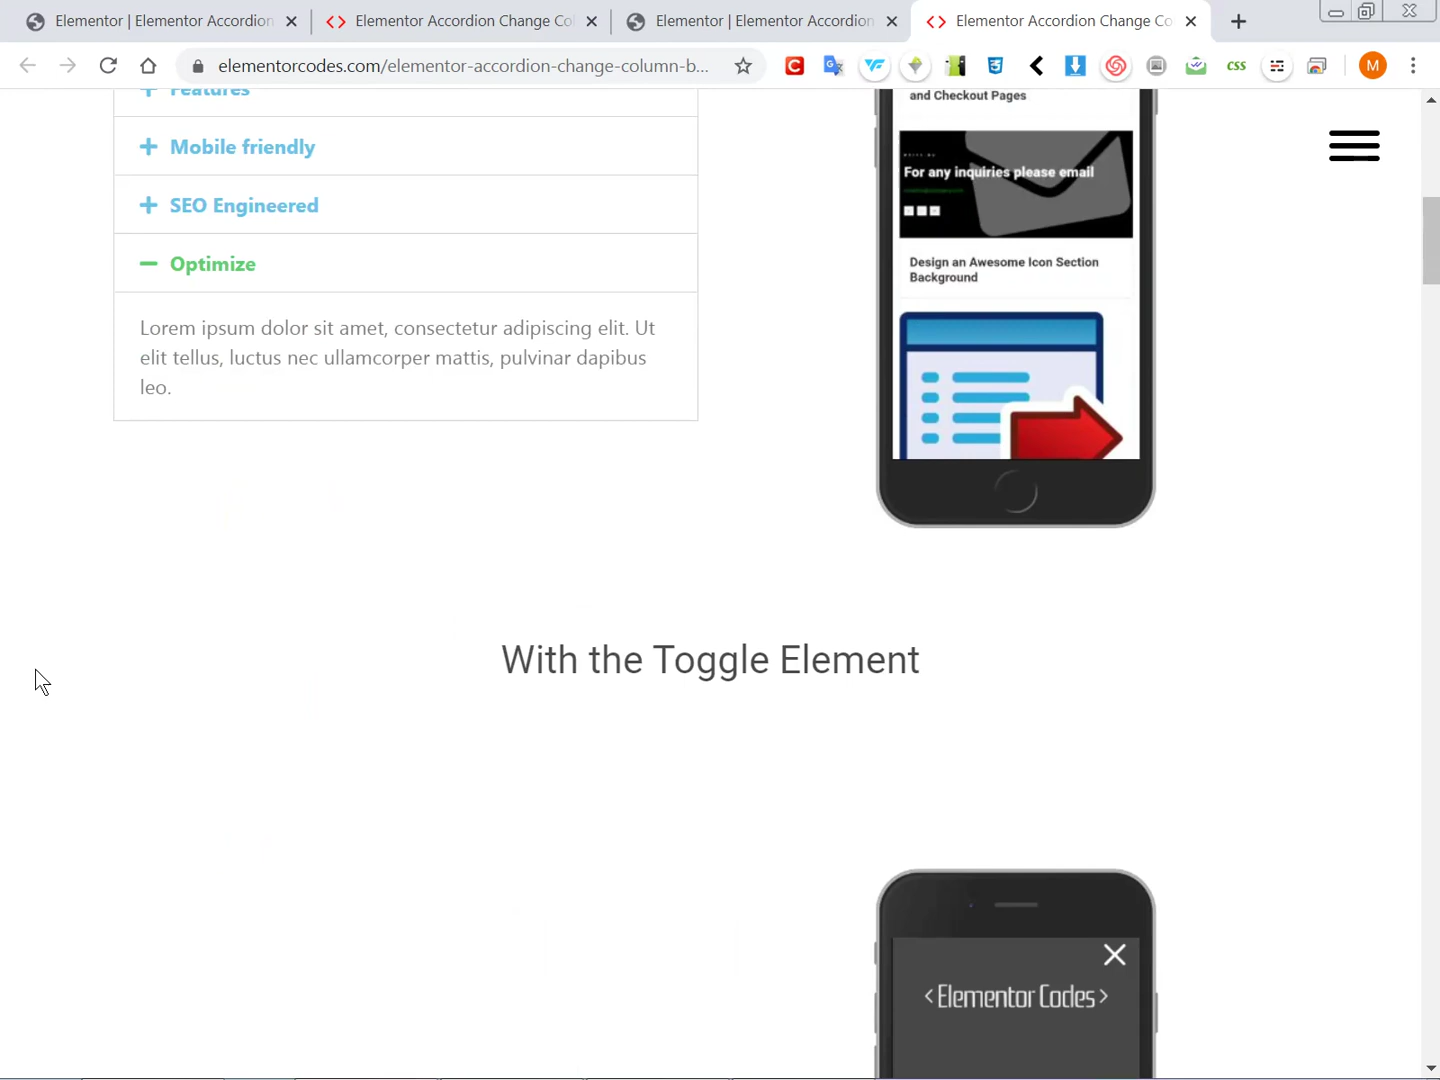 Elementor | Elementor Accordion
Elementor Accordion Change Co
Elementor | Elementor Accordion
Elementor Accordion Change Co
elementorcodes.com/elementor-accordion-change-column-b...
css
M
Features
Mobile friendly
SEO Engineered
Optimize
Lorem ipsum dolor sit amet, consectetur adipiscing elit. Ut
elit tellus, luctus nec ullamcorper mattis, pulvinar dapibus
leo.
and Checkout Pages
For any inquiries please email
Design an Awesome Icon Section
Background
With the Toggle Element
<Elementor Codes>